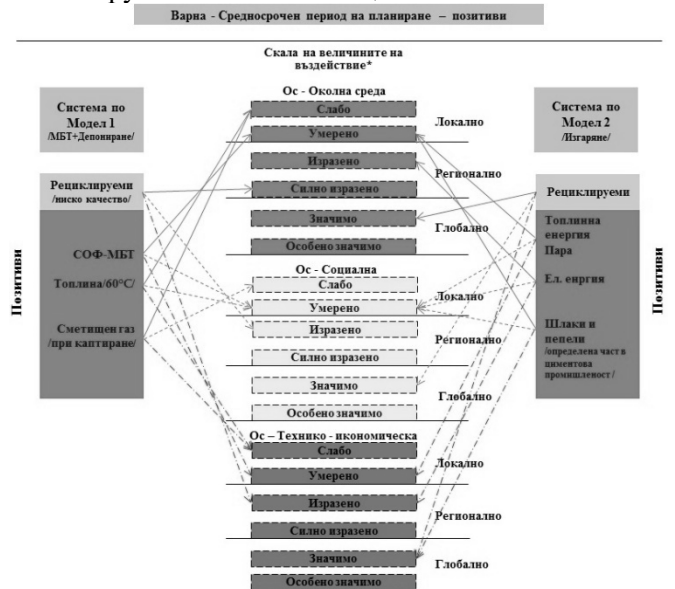 Варна - Средносрочен период на планиране – позитиви
Скала на величините на
въздействие*
Ос - Околна среда
Слабо
Умерено
Изразено
Силно изразено
Значимо
Особено значимо
Локално
Регионално
Глобално
Ос - Социална
Слабо
Умерено
Изразено
Силно изразено
Значимо
Особено значимо
Локално
Регионално
Глобално
Ос – Технико - икономическа
Слабо
Умерено
Изразено
Силно изразено
Значимо
Особено значимо
Локално
Регионално
Глобално
Система по
Модел 1
/МБТ+Депониране/
Позитиви
Рециклируеми
/ниско качество/
СОФ-МБТ
Топлина/60°С/
Сметищен газ
/при каптиране/
Система по
Модел 2
/Изгаряне/
Рециклируеми
Топлинна
енергия
Пара
Ел. енргия
Шлаки и
пепели
/определена част в
циментова
промишленост/
Позитиви